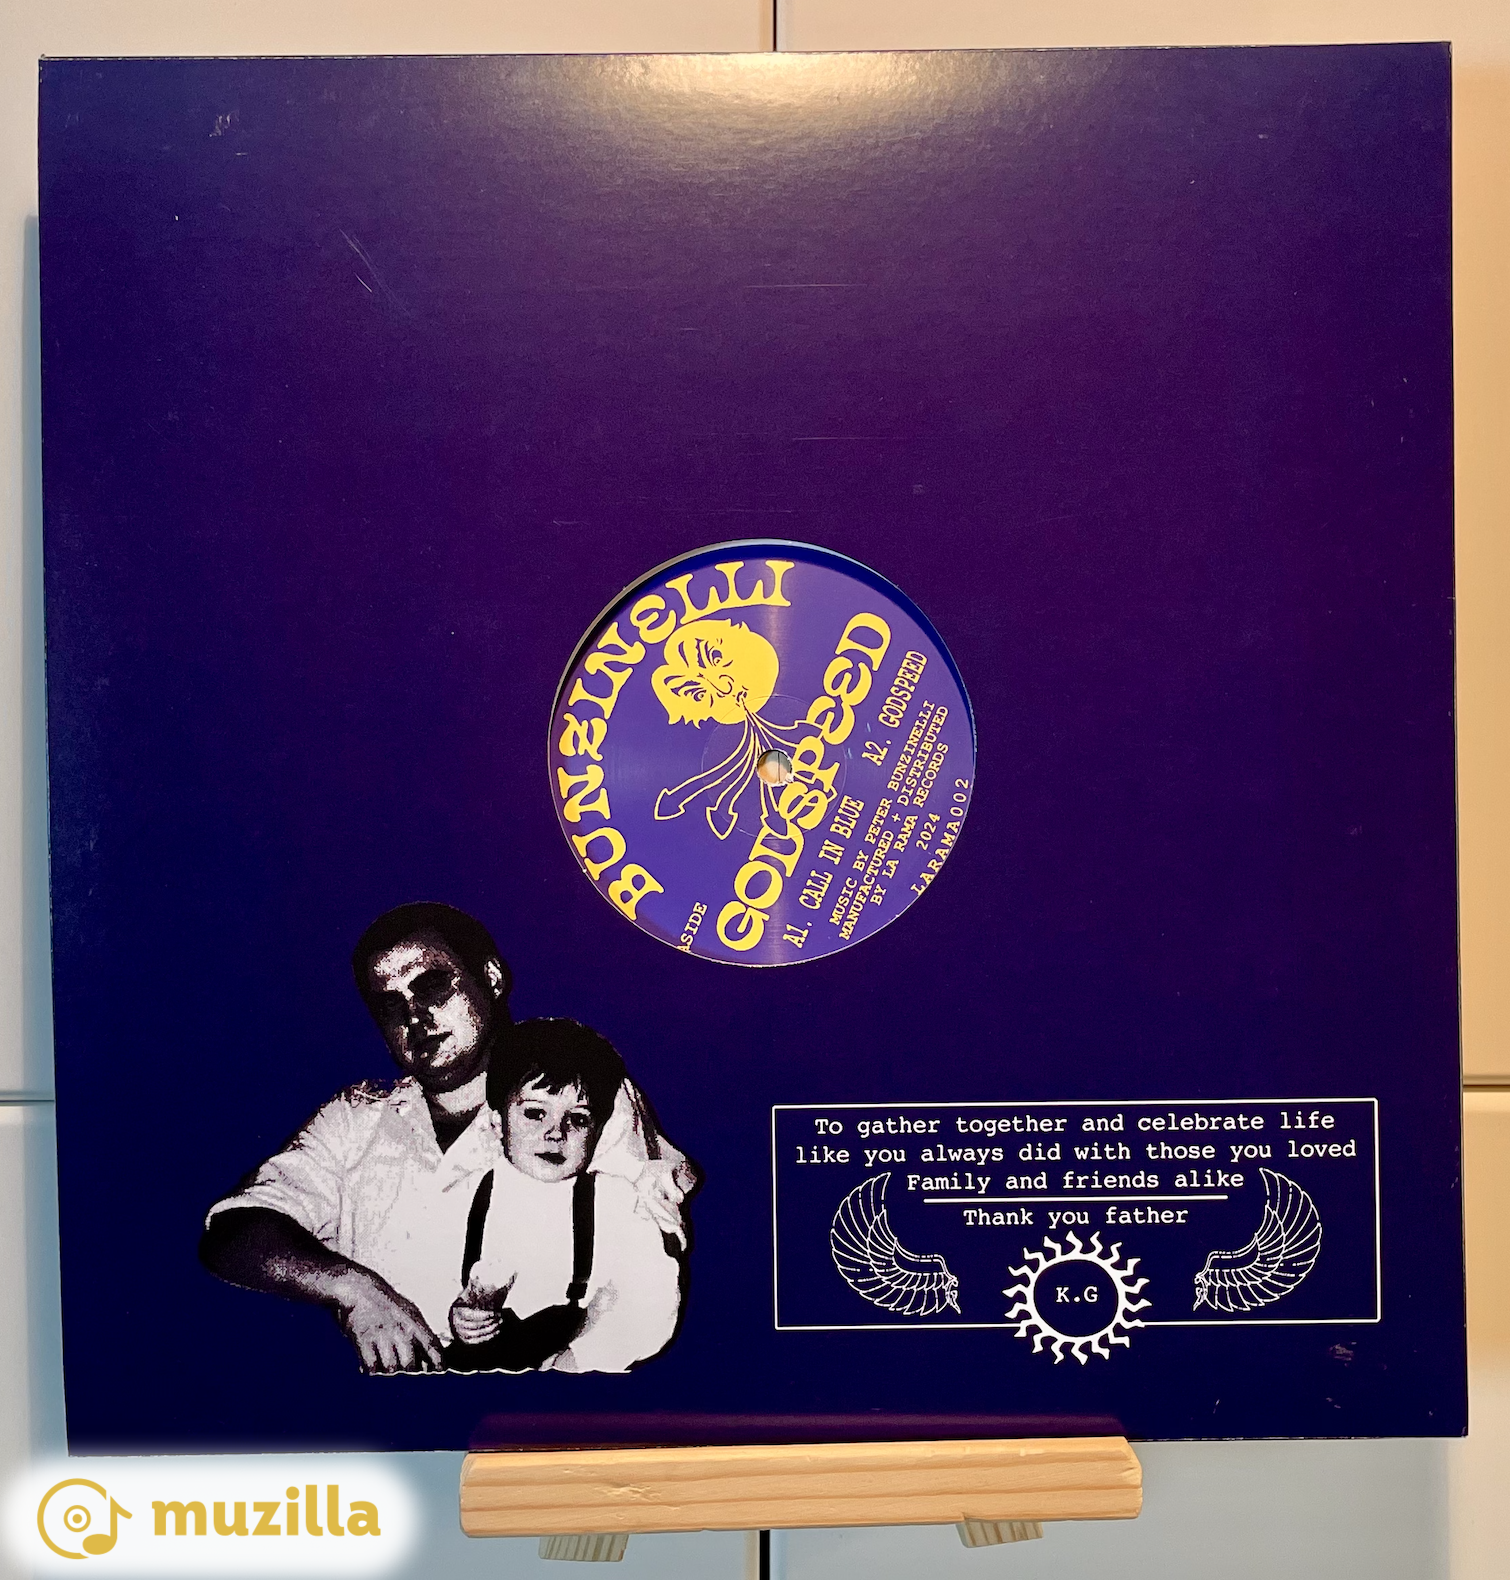 BUNZINELLI
GODSPEED
ASIDE
A1. CALL IN BLUE
A2. GODSPEED
MUSIC BY PETER BUNZINELLI
MANUFACTURED + DISTRIBUTED
BY LA RAMA RECORDS
2024
LARAMA002
To gather together and celebrate life
like you always did with those you loved
Family and friends alike
Thank you father
K.G
muzilla